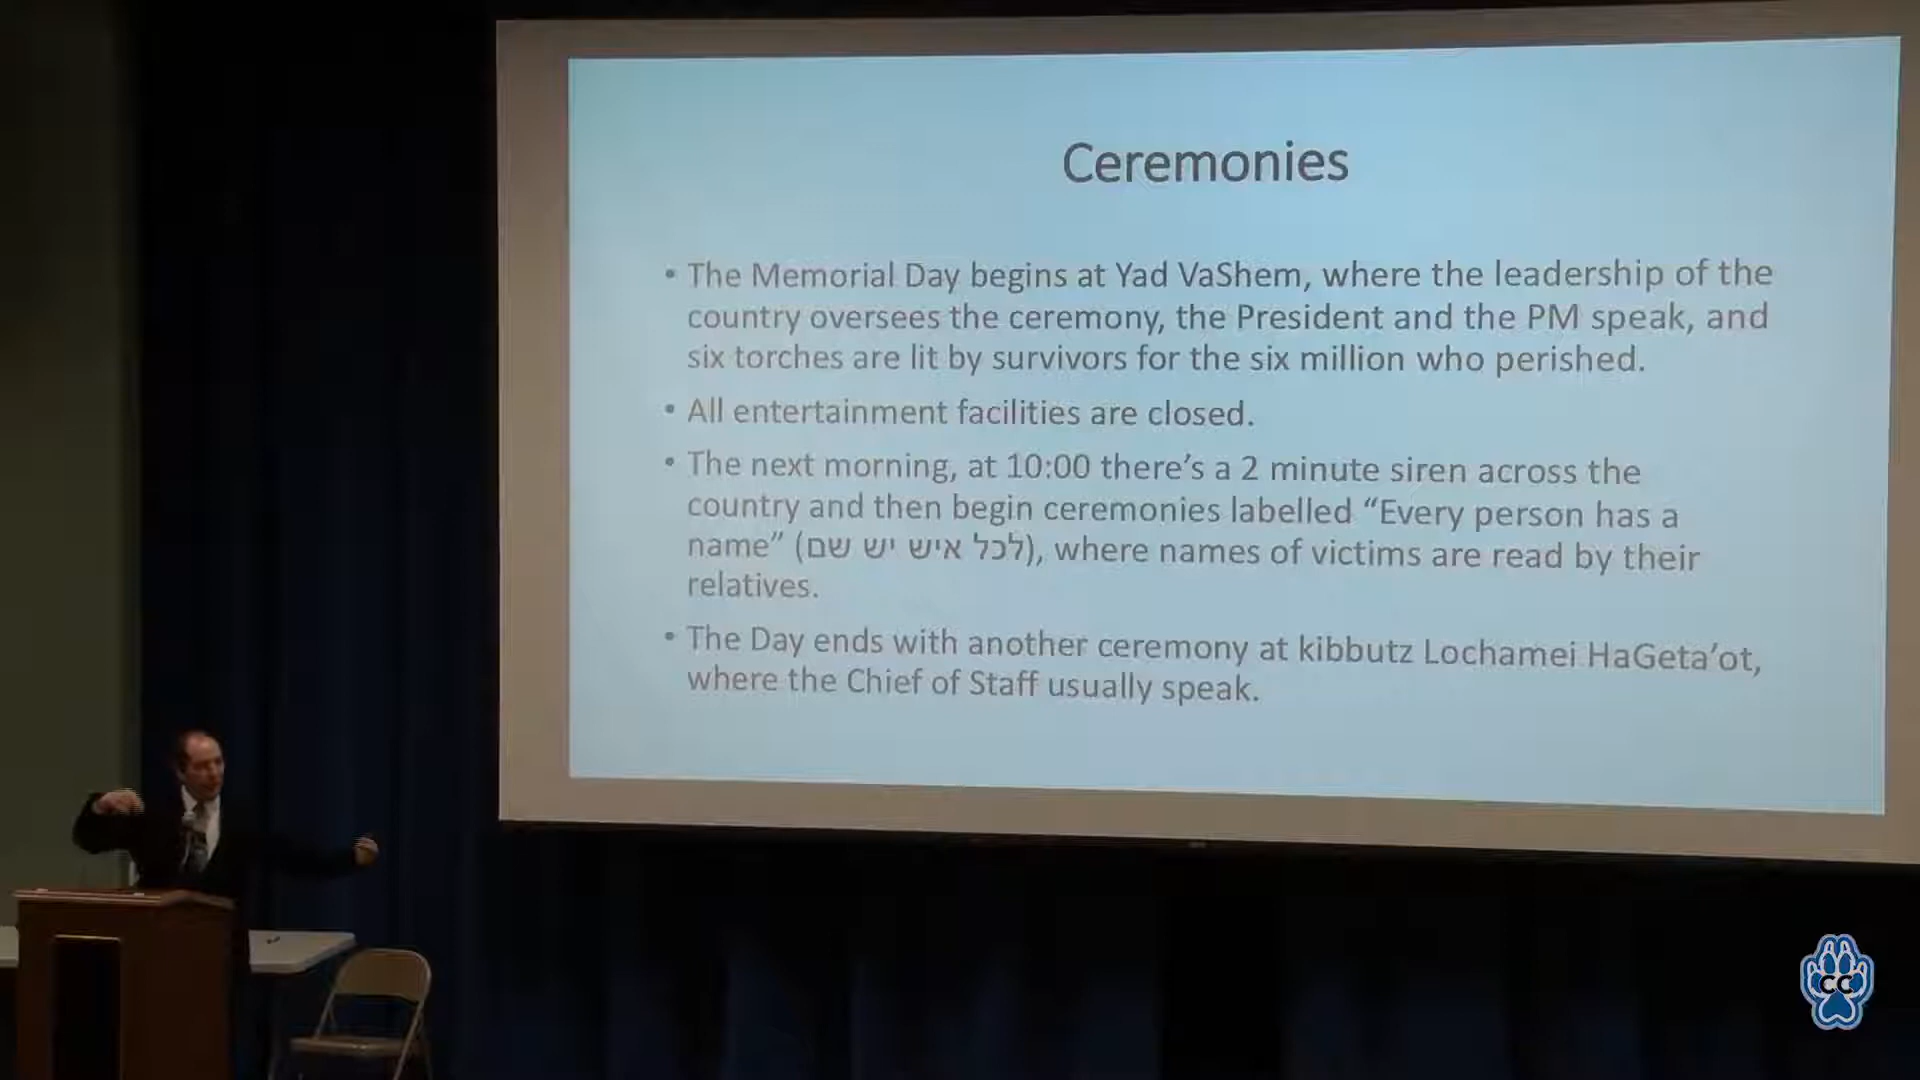 Ceremonies
• The Memorial Day begins at Yad VaShem, where the leadership of the
country oversees the ceremony, the President and the PM speak, and
six torches are lit by survivors for the six million who perished.
• All entertainment facilities are closed.
• The next morning, at 10:00 there’s a 2 minute siren across the
country and then begin ceremonies labelled “Every person has a
name” (לכל איש יש שם), where names of victims are read by their
relatives.
• The Day ends with another ceremony at kibbutz Lochamei HaGeta’ot,
where the Chief of Staff usually speak.
CC